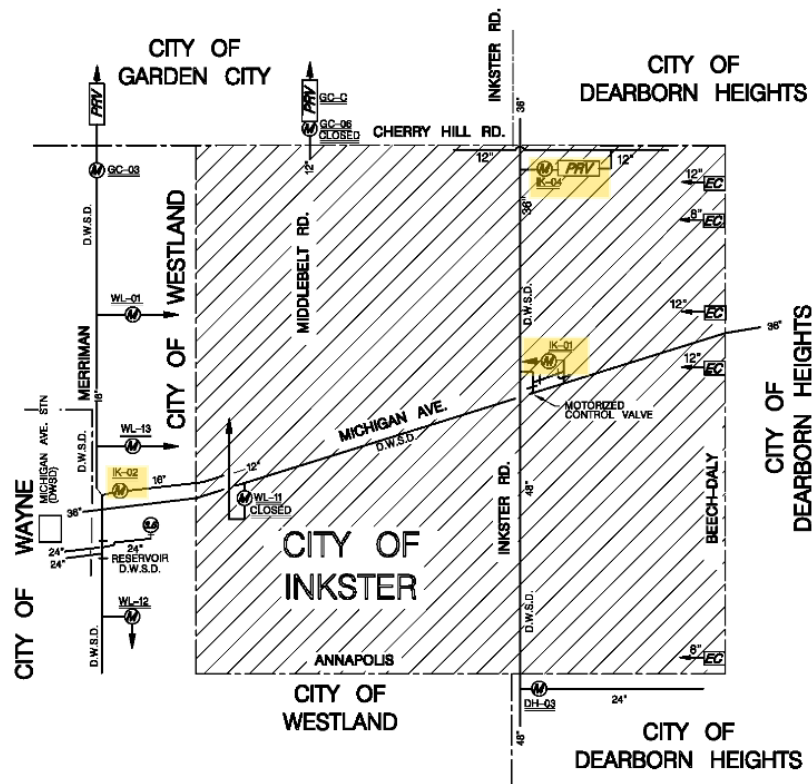 CITY OF
GARDEN CITY
INKSTER RD.
CITY OF
DEARBORN HEIGHTS
PRV
PRV
GC-C
GC-06
CLOSED
36"
CHERRY HILL RD.
12"
12"
12"
M
GC-03
M
M
PRV
IK-04
12"
EC
36"
8"
EC
D.W.S.D.
WESTLAND
CITY OF
MIDDLEBELT RD.
WL-01
M
D.W.S.D.
12"
EC
36"
MERRIMAN
IK-01
M
12"
EC
MOTORIZED
CONTROL VALVE
CITY OF
DEARBORN HEIGHTS
16"
MICHIGAN AVE.
D.W.S.D.
WL-13
M
D.W.S.D.
MICHIGAN AVE. STN
(DWSD)
IK-02
M
16"
12"
WL-11
M
CLOSED
36"
CITY OF WAYNE
24"
24"
24"
RESERVOIR
D.W.S.D.
48"
INKSTER RD.
BEECH-DALY
CITY OF
INKSTER
WL-12
M
D.W.S.D.
D.W.S.D.
ANNAPOLIS
8"
EC
CITY OF
WESTLAND
M
DH-03
24"
48"
CITY OF
DEARBORN HEIGHTS